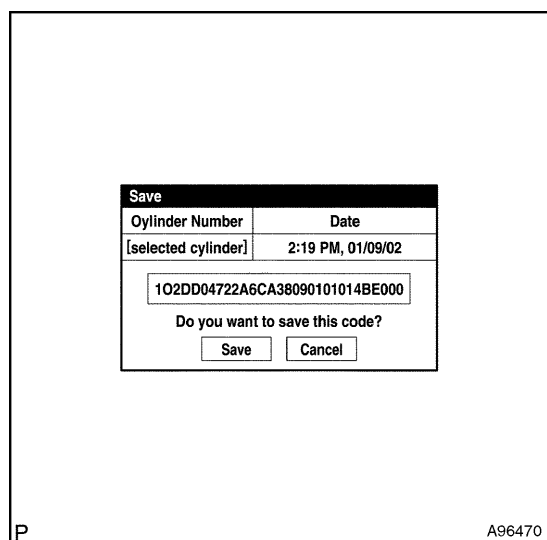 Save
Oylinder Number Date
[selected cylinder] 2:19 PM, 01/09/02
1O2DD04722A6CA38090101014BE000
Do you want to save this code?
Save Cancel
P A96470